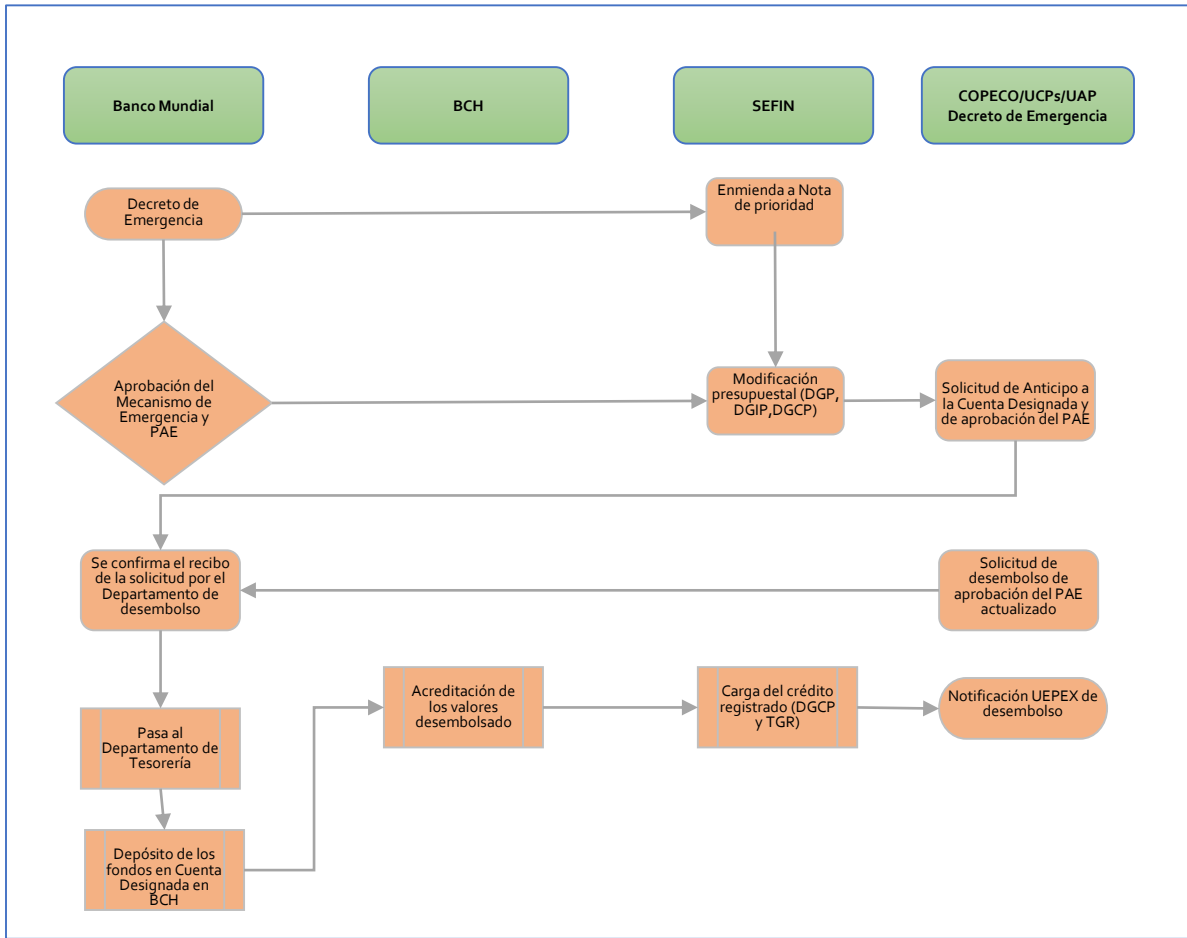 Banco Mundial
BCH
SEFIN
COPECO/UCPs/UAP
Decreto de Emergencia
Decreto de
Emergencia
Enmienda a Nota
de prioridad
Aprobación del
Mecanismo de
Emergencia y
PAE
Modificación
presupuestal (DGP,
DGIP,DGCP)
Solicitud de Anticipo a
la Cuenta Designada y
de aprobación del PAE
Se confirma el recibo
de la solicitud por el
Departamento de
desembolso
Solicitud de
desembolso de
aprobación del PAE
actualizado
Pasa al
Departamento de
Tesorería
Acreditación de
los valores
desembolsado
Carga del crédito
registrado (DGCP
y TGR)
Notificación UEPEX de
desembolso
Depósito de los
fondos en Cuenta
Designada en
BCH